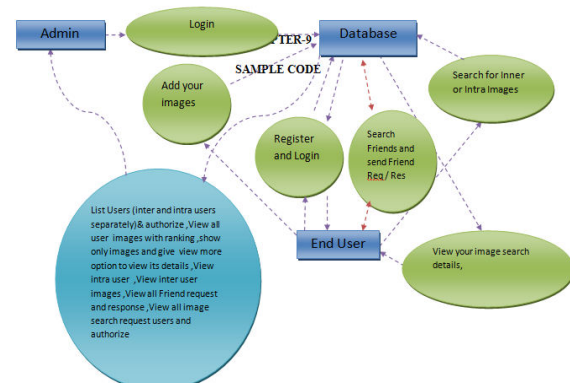 Admin
Login
Database
PTER-9
SAMPLE CODE
Add your
images
Search for Inner
or Intra Images
Register
and Login
Search
Friends and
send Friend
Req / Res
List Users (inter and intra users
separately)& authorize ,View all
user images with ranking ,show
only images and give view more
option to view its details ,View
intra user ,View inter user
images ,View all Friend request
and response ,View all image
search request users and
authorize
End User
View your image search
details,